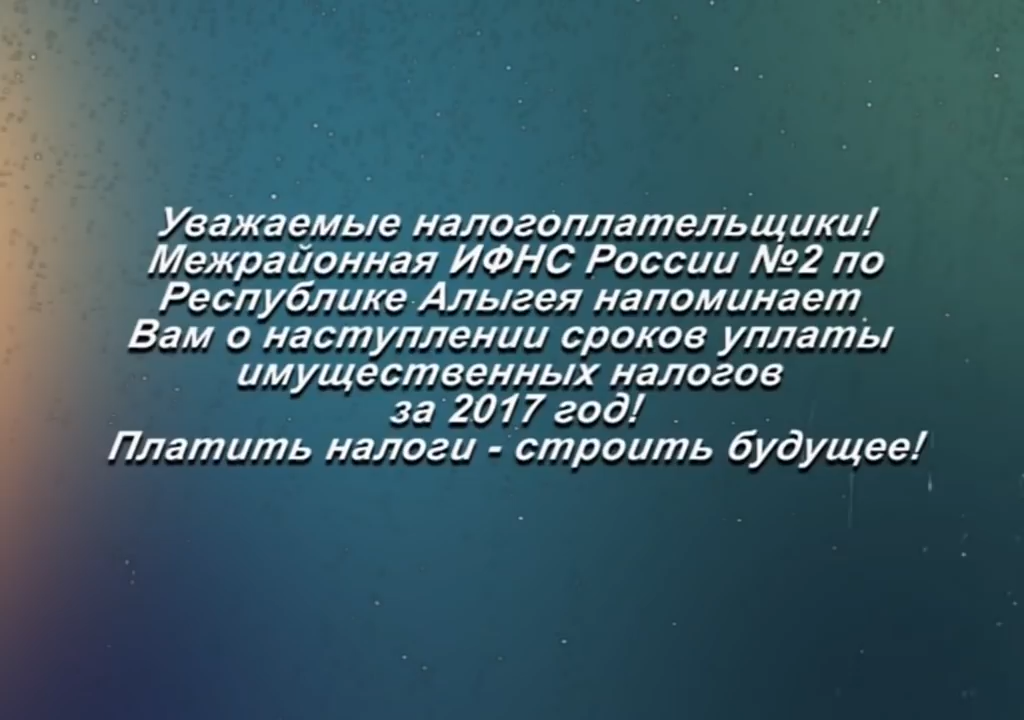 Уважаемые налогоплательщики!
Межрайонная ИФНС России №2 по
Республике Алыгея напоминает
Вам о наступлении сроков уплаты
имущественных налогов
за 2017 год!
Платить налоги - строить будущее!